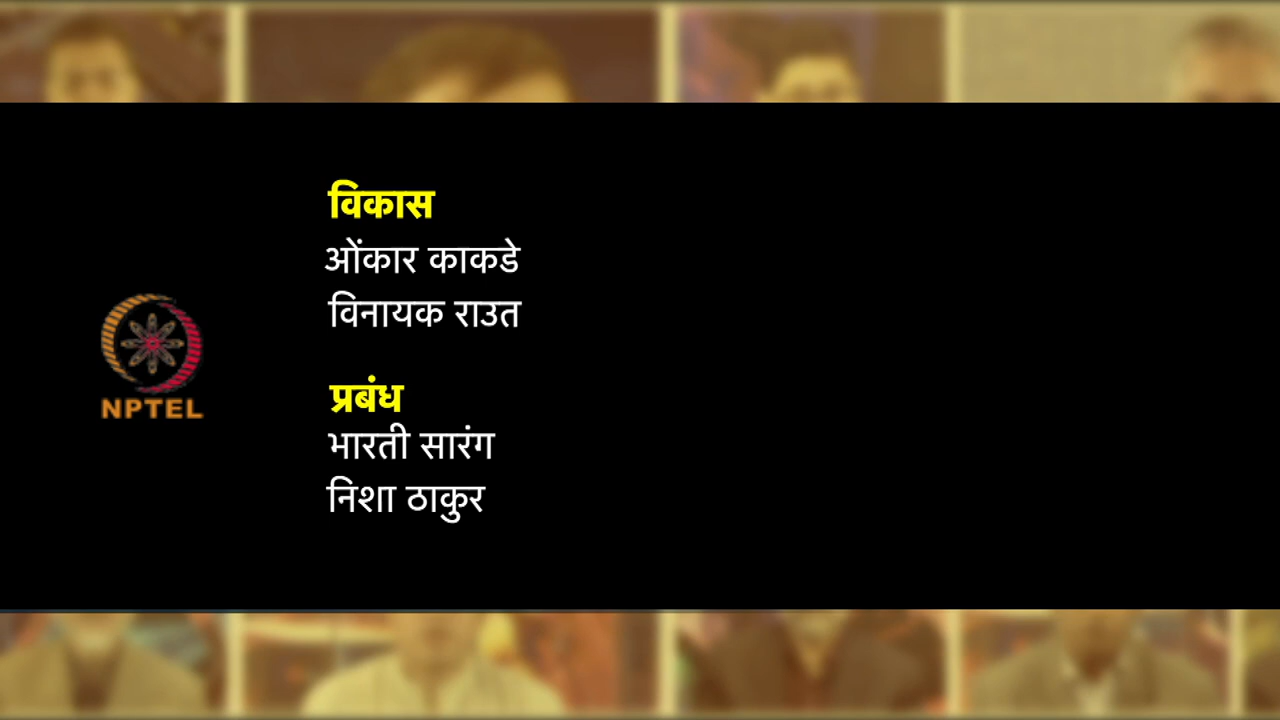 विकास
ओंकार काकडे
विनायक राउत
NPTEL
प्रबंध
भारती सारंग
निशा ठाकुर